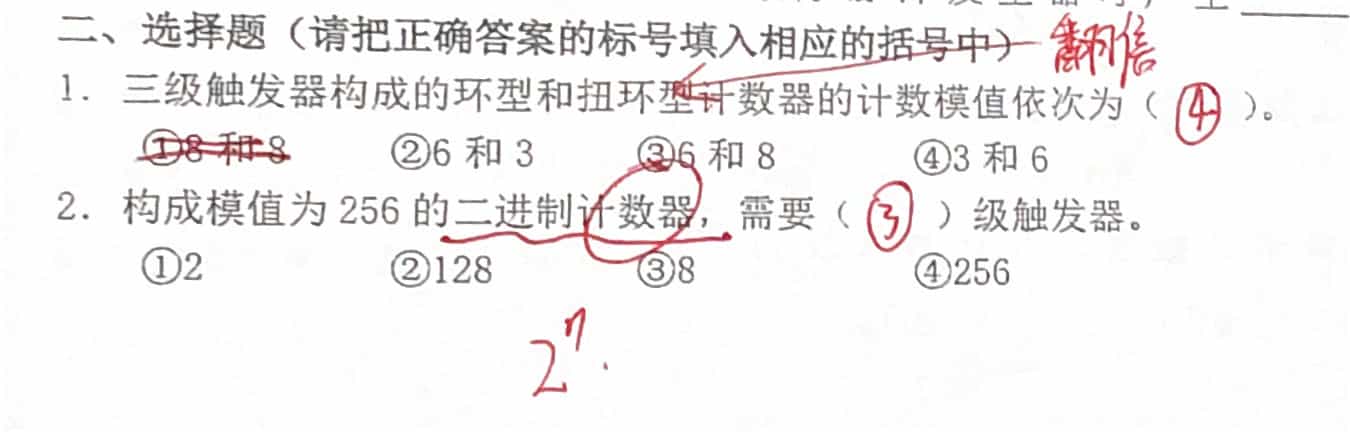 二、选择题（请把正确答案的标号填入相应的括号中）
1. 三级触发器构成的环型和扭环型计数器的计数模值依次为（ ④ ）。
①8 和 8 ②6 和 3 ③6 和 8 ④3 和 6
2. 构成模值为 256 的二进制计数器，需要（ ③ ）级触发器。
①2 ②128 ③8 ④256
2ⁿ.